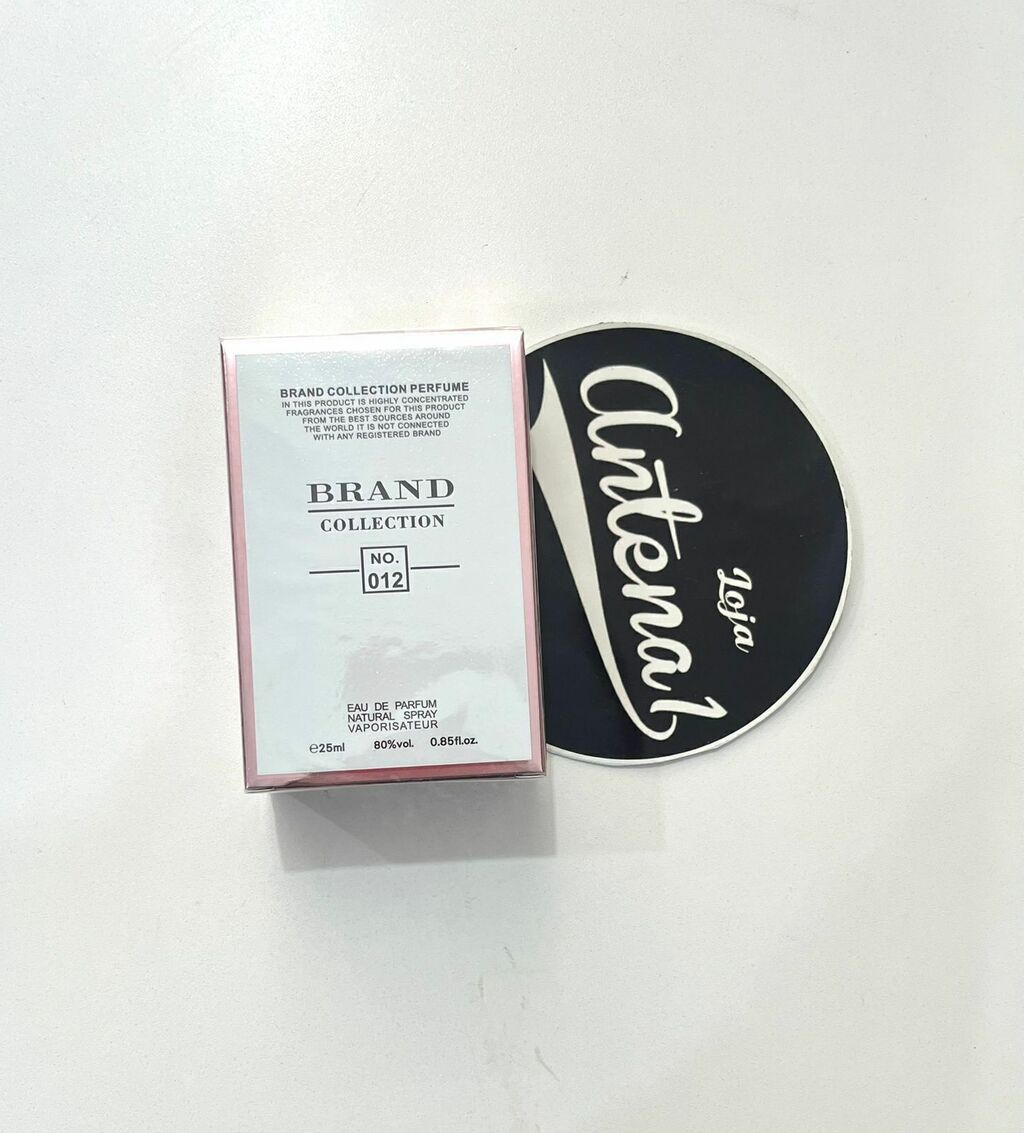 BRAND COLLECTION PERFUME
IN THIS PRODUCT IS HIGHLY CONCENTRATED
FRAGRANCES CHOSEN FOR THIS PRODUCT
FROM THE BEST SOURCES AROUND
THE WORLD IT IS NOT CONNECTED
WITH ANY REGISTERED BRAND
BRAND
COLLECTION
NO.
012
EAU DE PARFUM
NATURAL SPRAY
VAPORISATEUR
℮25ml 80%vol. 0.85fl.oz.
Loja
antena 1